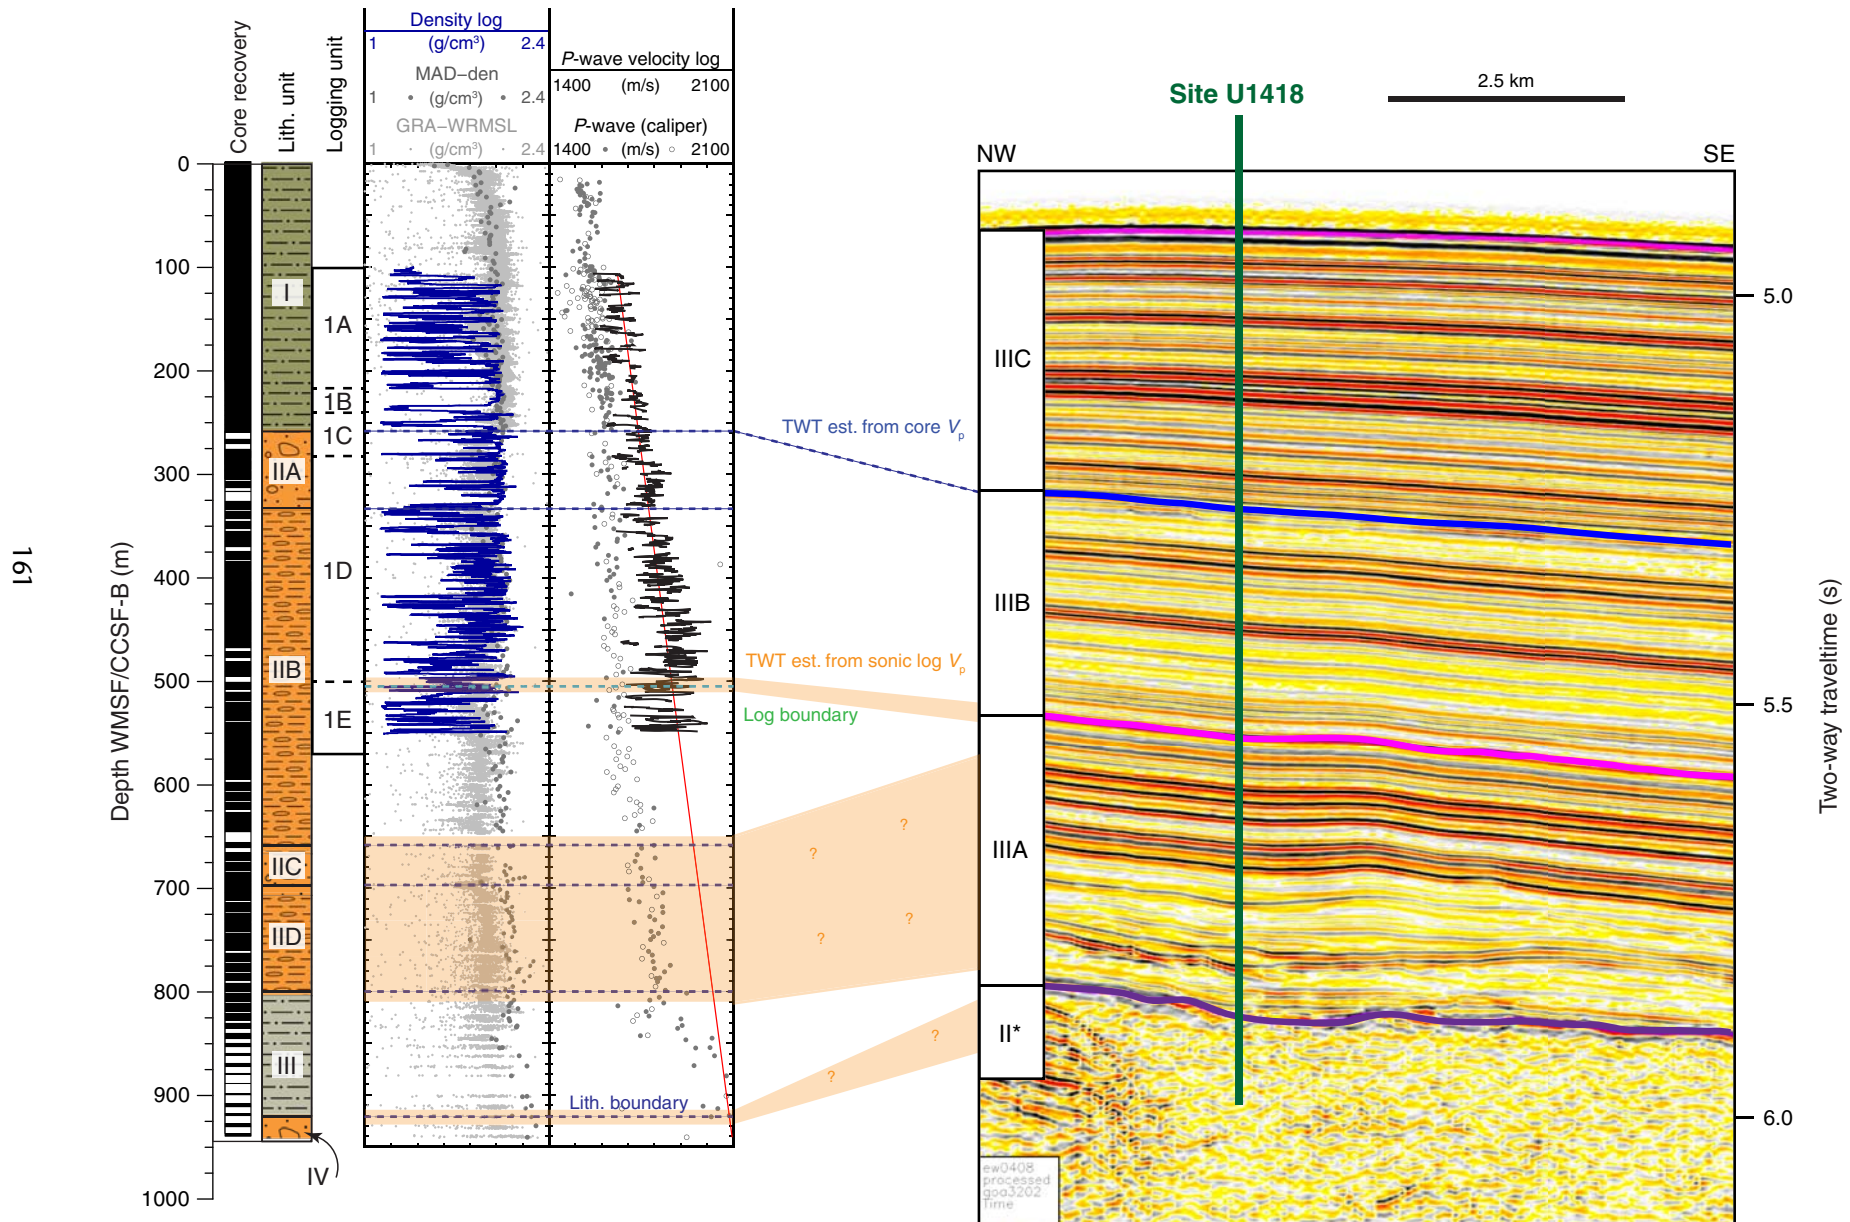 161
Depth WMSF/CCSF-B (m)
Core recovery
Lith. unit
Logging unit
Density log
1 (g/cm³) 2.4
MAD–den
1 • (g/cm³) • 2.4
GRA–WRMSL
1 · (g/cm³) · 2.4
P-wave velocity log
1400 (m/s) 2100
P-wave (caliper)
1400 • (m/s) ○ 2100
0
100
200
300
400
500
600
700
800
900
1000
I
IIA
IIB
IIC
IID
III
IV
1A
1B
1C
1D
1E
TWT est. from core Vp
TWT est. from sonic log Vp
Log boundary
Lith. boundary
?
?
?
?
?
?
Site U1418
2.5 km
NW
SE
IIIC
IIIB
IIIA
II*
5.0
5.5
6.0
Two-way traveltime (s)
ew0408
processed
goa3202
Time